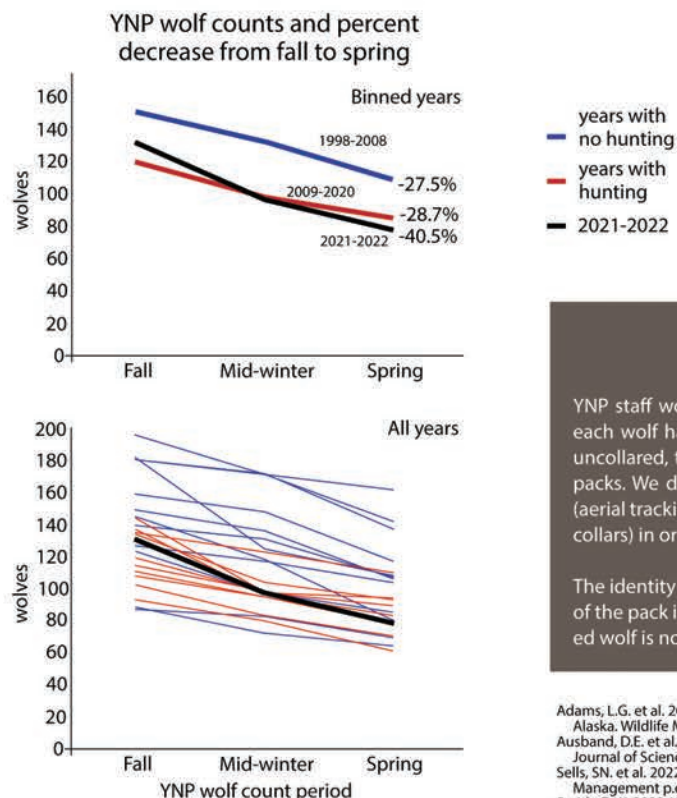 YNP wolf counts and percent
decrease from fall to spring
Binned years
wolves
160
140
120
100
80
60
40
20
0
1998-2008
2009-2020
2021-2022
-27.5%
-28.7%
-40.5%
Fall Mid-winter Spring
years with
no hunting
years with
hunting
2021-2022
All years
wolves
200
180
160
140
120
100
80
60
40
20
0
Fall Mid-winter Spring
YNP wolf count period
YNP staff wo
each wolf ha
uncollared, t
packs. We d
(aerial trackin
collars) in or
The identity
of the pack i
ed wolf is no
Adams, L.G. et al. 20
Alaska. Wildlife M
Ausband, D.E. et al.
Journal of Science
Sells, SN. et al. 2022
Management p.e